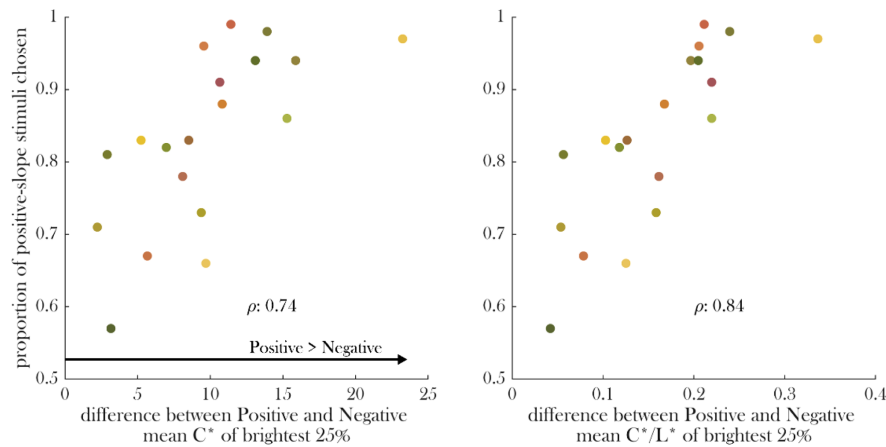 proportion of positive-slope stimuli chosen
1
0.9
0.8
0.7
0.6
0.5
ρ: 0.74
Positive > Negative
0 5 10 15 20 25
difference between Positive and Negative
mean C* of brightest 25%
1
0.9
0.8
0.7
0.6
0.5
ρ: 0.84
0 0.1 0.2 0.3 0.4
difference between Positive and Negative
mean C*/L* of brightest 25%